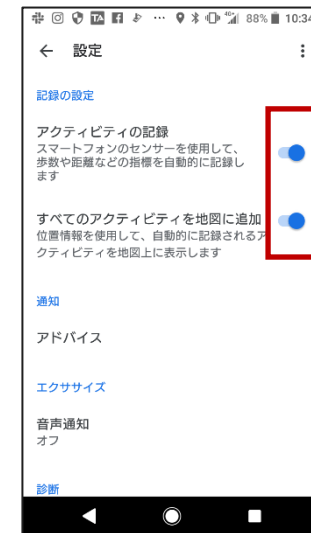 88% 10:34
設定
記録の設定
アクティビティの記録
スマートフォンのセンサーを使用して、
歩数や距離などの指標を自動的に記録し
ます
すべてのアクティビティを地図に追加
位置情報を使用して、自動的に記録されるア
クティビティを地図上に表示します
通知
アドバイス
エクササイズ
音声通知
オフ
診断